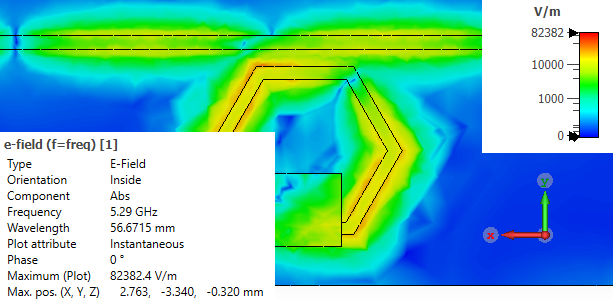 V/m
82382
10000
1000
0
e-field (f=freq) [1]
Type E-Field
Orientation Inside
Component Abs
Frequency 5.29 GHz
Wavelength 56.6715 mm
Plot attribute Instantaneous
Phase 0 °
Maximum (Plot) 82382.4 V/m
Max. pos. (X, Y, Z) 2.763, -3.340, -0.320 mm
y
x